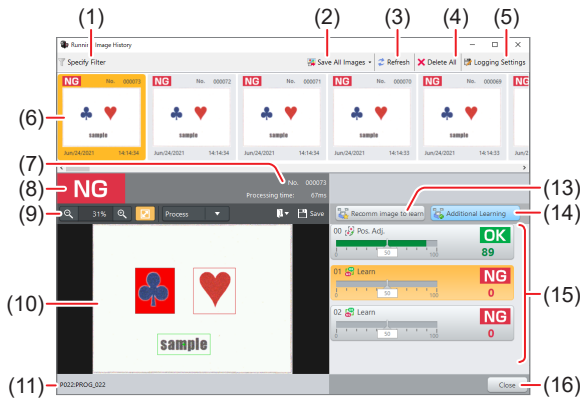 (1) (2) (3) (4) (5)
Running Image History
Specify Filter Save All Images Refresh Delete All Logging Settings
NG No. 000073 NG No. 000072 NG No. 000071 NG No. 000070 NG No. 000069 NG
(6)
sample sample sample sample sample
Jun/24/2021 14:14:34 Jun/24/2021 14:14:34 Jun/24/2021 14:14:34 Jun/24/2021 14:14:33 Jun/24/2021 14:14:33 Jun/2
(7)
(8) NG No. 000073
Processing time: 67ms
(13)
(9) 31% Process Save
Recomm image to learn Additional Learning (14)
00 Pos. Adj. OK
50 89
01 Learn NG
0 50 100 0
02 Learn NG
0 50 100 0
(15)
(10)
sample
(11) P022:PROG_022
Close (16)